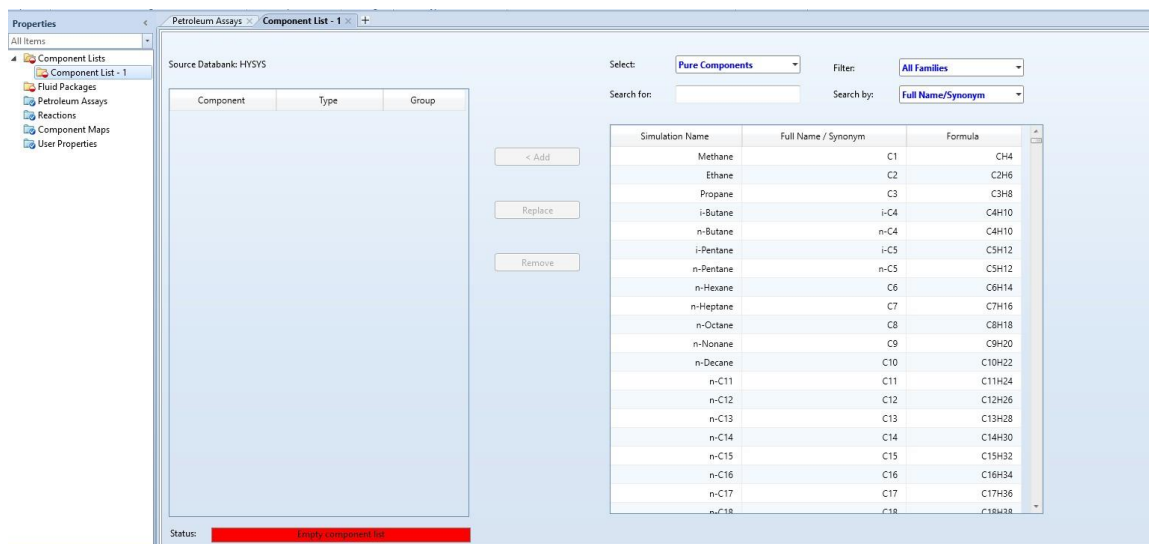 Properties <
All Items
Component Lists
Component List - 1
Fluid Packages
Petroleum Assays
Reactions
Component Maps
User Properties
Petroleum Assays × Component List - 1 × +
Source Databank: HYSYS
Component Type Group
Status: Empty component list
< Add
Replace
Remove
Select: Pure Components Filter: All Families
Search for: Search by: Full Name/Synonym
Simulation Name Full Name / Synonym Formula
Methane C1 CH4
Ethane C2 C2H6
Propane C3 C3H8
i-Butane i-C4 C4H10
n-Butane n-C4 C4H10
i-Pentane i-C5 C5H12
n-Pentane n-C5 C5H12
n-Hexane C6 C6H14
n-Heptane C7 C7H16
n-Octane C8 C8H18
n-Nonane C9 C9H20
n-Decane C10 C10H22
n-C11 C11 C11H24
n-C12 C12 C12H26
n-C13 C13 C13H28
n-C14 C14 C14H30
n-C15 C15 C15H32
n-C16 C16 C16H34
n-C17 C17 C17H36
n-C18 C18 C18H38